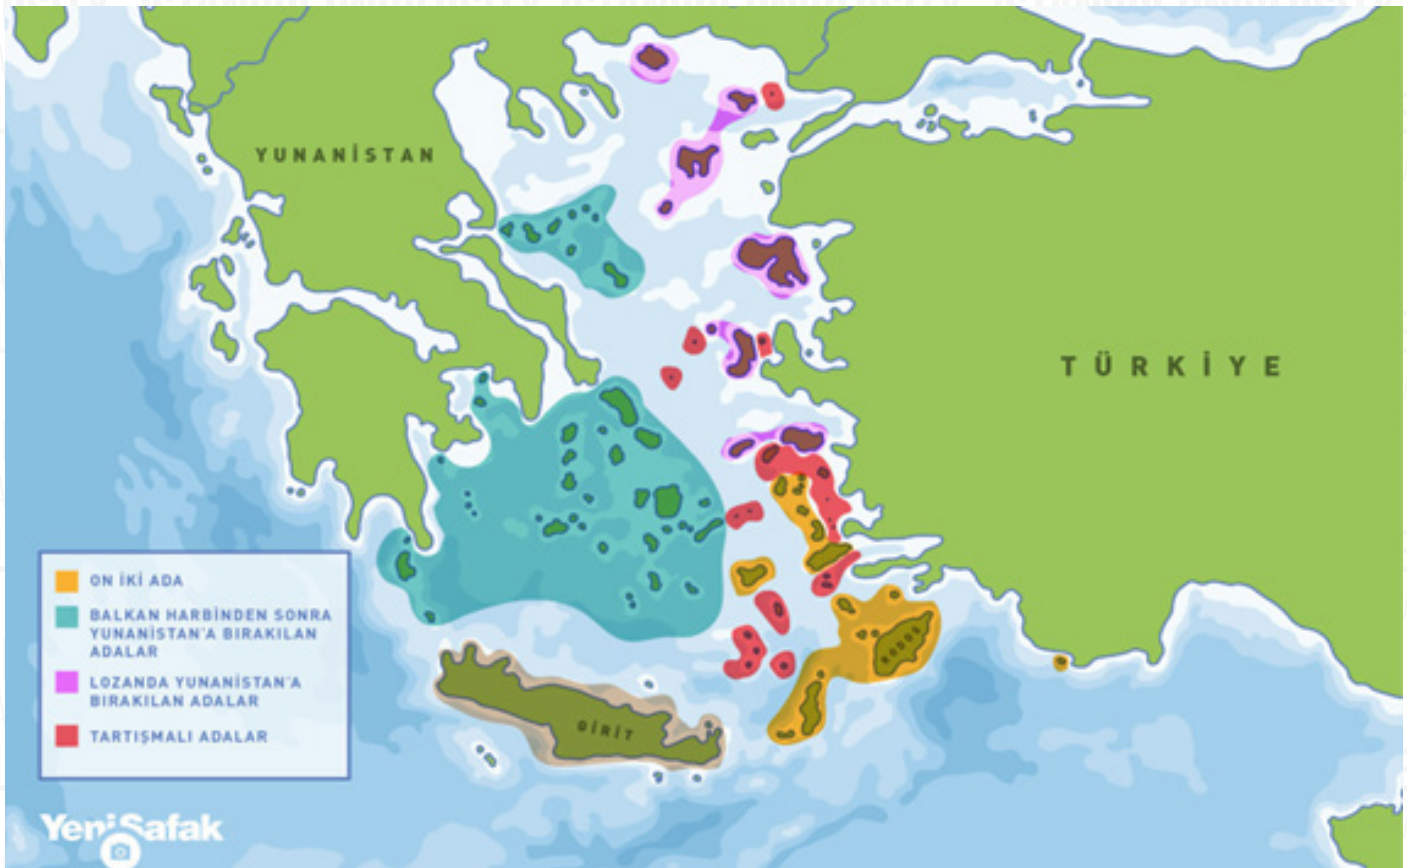 YUNANİSTAN
TÜRKİYE
ON İKİ ADA
BALKAN HARBİNDEN SONRA
YUNANİSTAN'A BIRAKILAN
ADALAR
LOZANDA YUNANİSTAN'A
BIRAKILAN ADALAR
TARTIŞMALI ADALAR
RODOS
GİRİT
YeniSafak